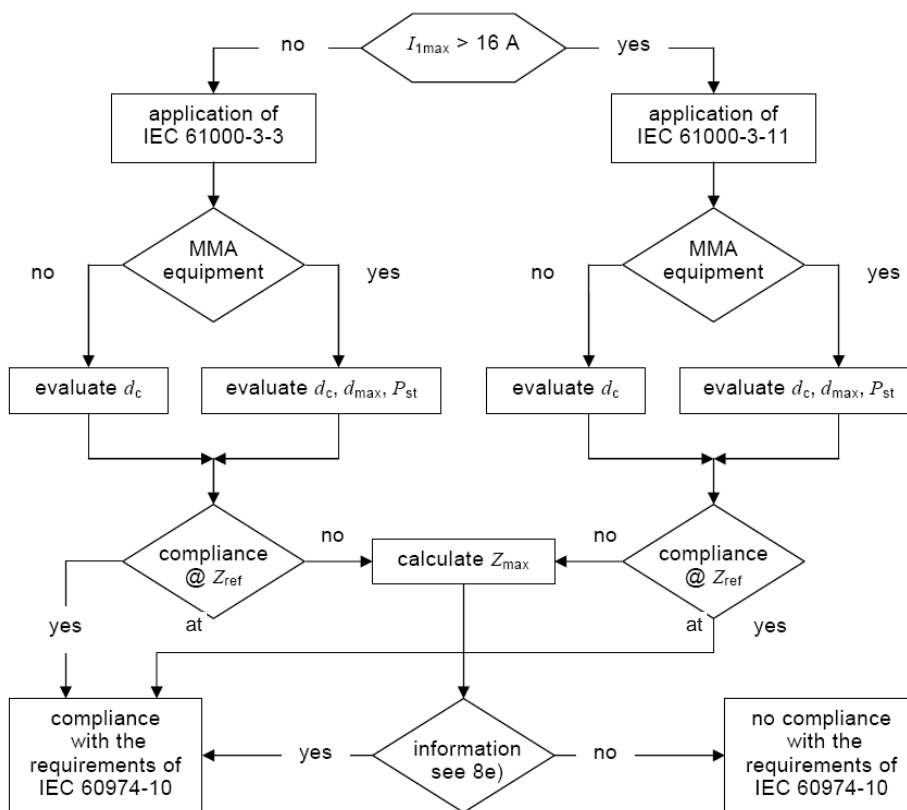 no
I1max > 16 A
yes
application of
IEC 61000-3-3
application of
IEC 61000-3-11
MMA
equipment
no
yes
MMA
equipment
no
yes
evaluate dc
evaluate dc, dmax, Pst
evaluate dc
evaluate dc, dmax, Pst
compliance
@ Zref
no
calculate Zmax
no
compliance
@ Zref
yes
at
at
yes
compliance
with the
requirements of
IEC 60974-10
yes
information
see 8e)
no
no compliance
with the
requirements of
IEC 60974-10